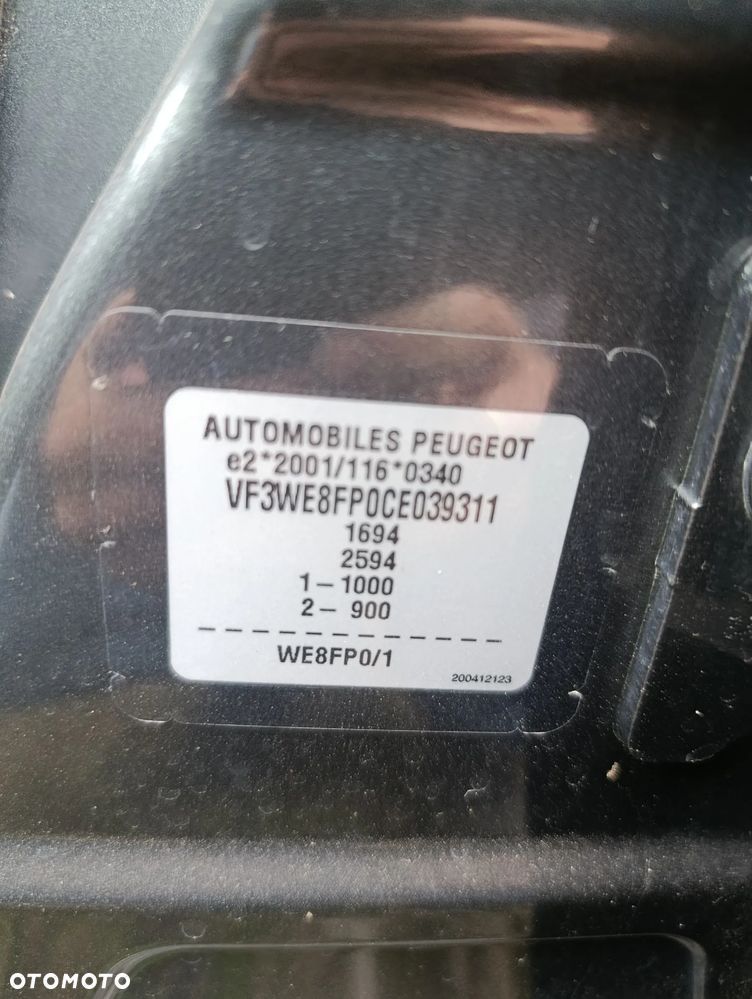 AUTOMOBILES PEUGEOT
e2*2001/116*0340
VF3WE8FP0CE039311
1694
2594
1– 1000
2– 900
WE8FP0/1
200412123
OTOMOTO